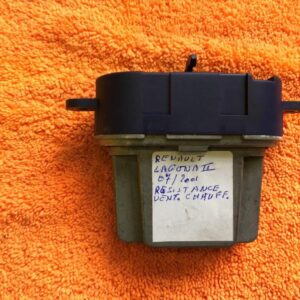 RENAULT
LAGUNA II
07/2001
RESISTANCE
VENT. CHAUFF.